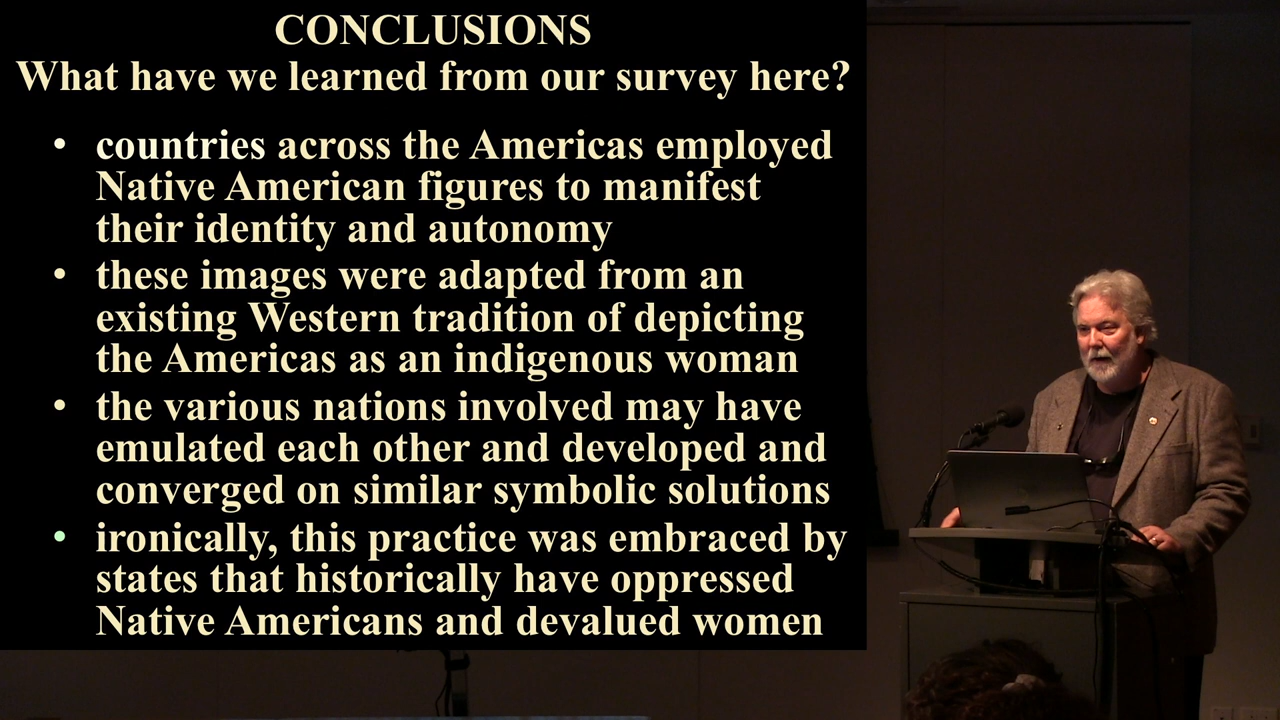 CONCLUSIONS
What have we learned from our survey here?
• countries across the Americas employed
Native American figures to manifest
their identity and autonomy
• these images were adapted from an
existing Western tradition of depicting
the Americas as an indigenous woman
• the various nations involved may have
emulated each other and developed and
converged on similar symbolic solutions
• ironically, this practice was embraced by
states that historically have oppressed
Native Americans and devalued women